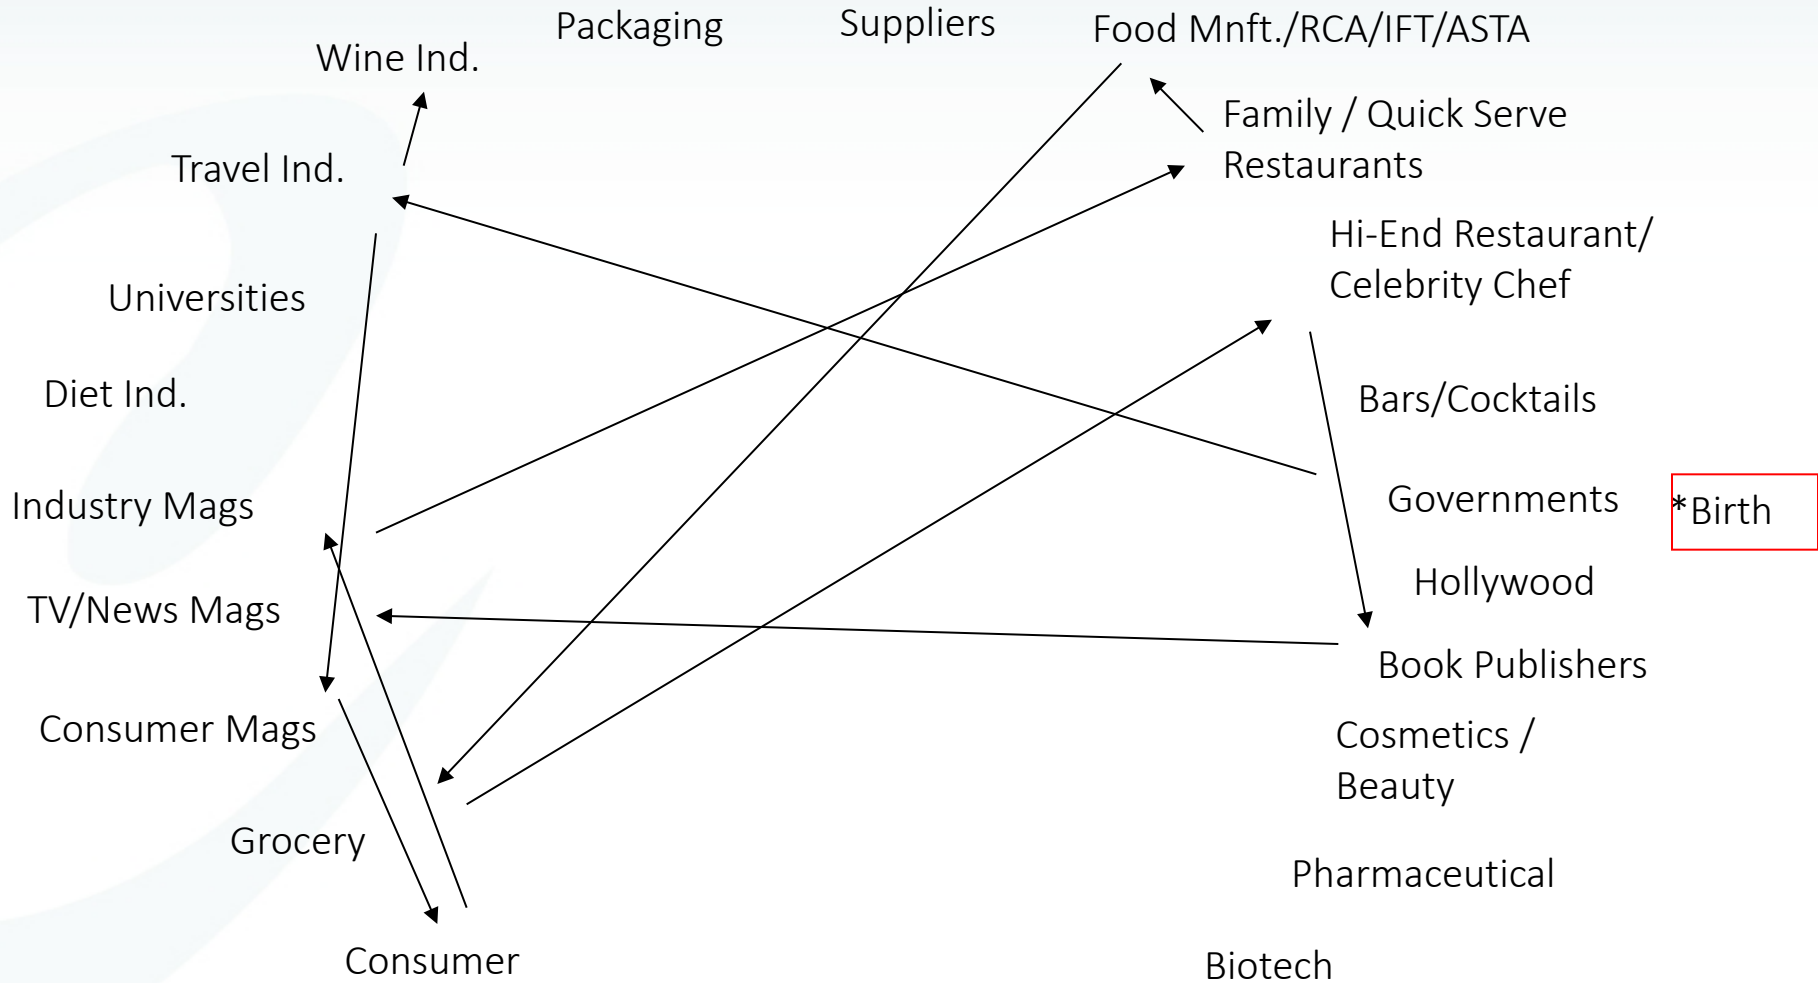 Packaging
Suppliers
Food Mnft./RCA/IFT/ASTA
Wine Ind.
Family / Quick Serve
Restaurants
Travel Ind.
Hi-End Restaurant/
Celebrity Chef
Universities
Diet Ind.
Bars/Cocktails
Industry Mags
Governments
*Birth
Hollywood
TV/News Mags
Book Publishers
Consumer Mags
Cosmetics /
Beauty
Grocery
Pharmaceutical
Consumer
Biotech